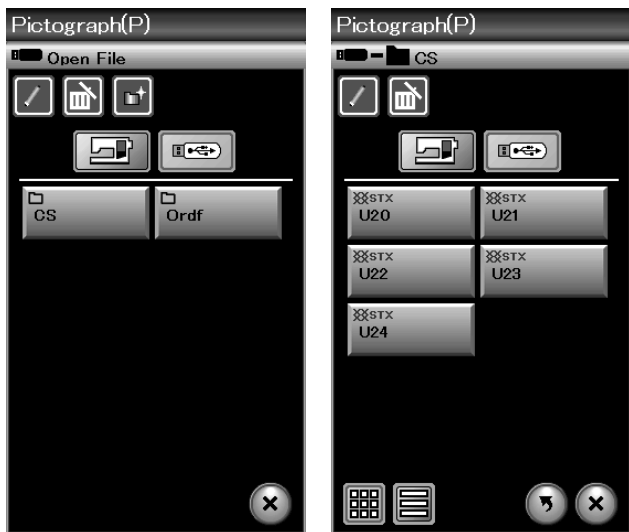 Pictograph(P)
Open File
CS
Ordf
Pictograph(P)
CS
STX
U20
STX
U21
STX
U22
STX
U23
STX
U24